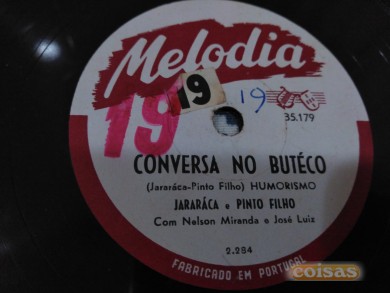 Melodia
19
19
19
35.179
CONVERSA NO BUTÉCO
(Jararáca-Pinto Filho) HUMORISMO
JARARÁCA e PINTO FILHO
Com Nelson Miranda e José Luiz
2.284
FABRICADO EM PORTUGAL
coisas